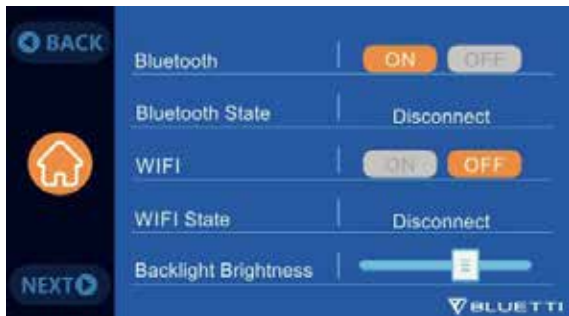 BACK
Bluetooth ON OFF
Bluetooth State Disconnect
WIFI ON OFF
WIFI State Disconnect
Backlight Brightness
NEXT
BLUETTI